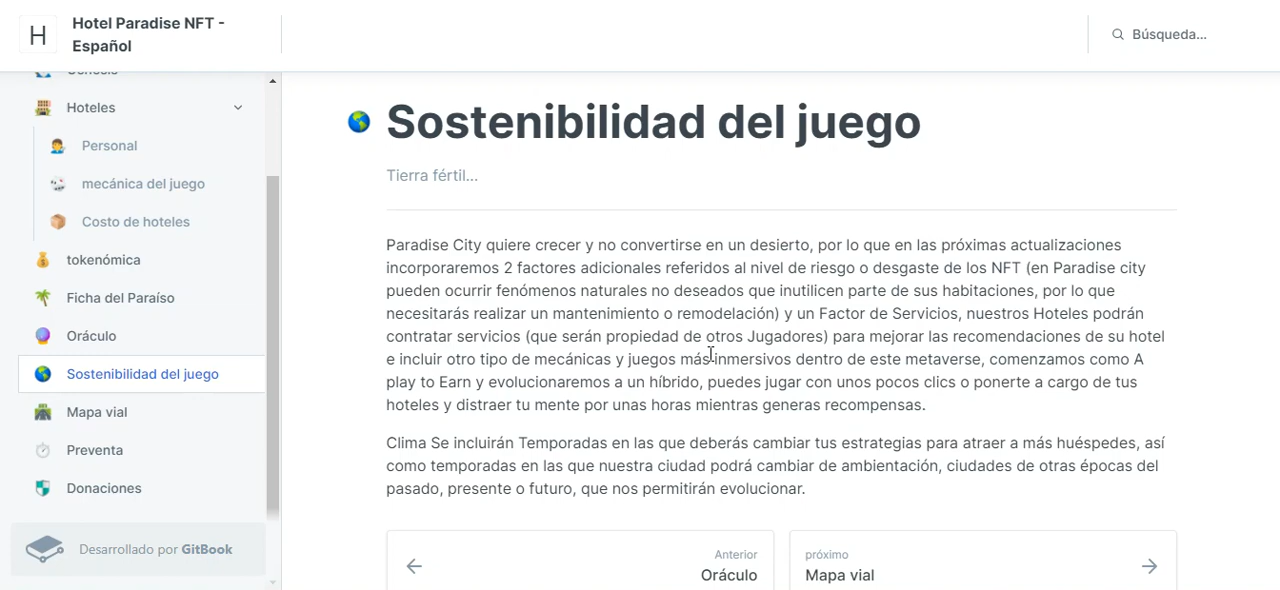 H
Hotel Paradise NFT -
Español
Búsqueda...
Génesis
Hoteles
Personal
mecánica del juego
Costo de hoteles
tokenómica
Ficha del Paraíso
Oráculo
Sostenibilidad del juego
Mapa vial
Preventa
Donaciones
Desarrollado por GitBook
Sostenibilidad del juego
Tierra fértil...
Paradise City quiere crecer y no convertirse en un desierto, por lo que en las próximas actualizaciones
incorporaremos 2 factores adicionales referidos al nivel de riesgo o desgaste de los NFT (en Paradise city
pueden ocurrir fenómenos naturales no deseados que inutilicen parte de sus habitaciones, por lo que
necesitarás realizar un mantenimiento o remodelación) y un Factor de Servicios, nuestros Hoteles podrán
contratar servicios (que serán propiedad de otros Jugadores) para mejorar las recomendaciones de su hotel
e incluir otro tipo de mecánicas y juegos más inmersivos dentro de este metaverse, comenzamos como A
play to Earn y evolucionaremos a un híbrido, puedes jugar con unos pocos clics o ponerte a cargo de tus
hoteles y distraer tu mente por unas horas mientras generas recompensas.
Clima Se incluirán Temporadas en las que deberás cambiar tus estrategias para atraer a más huéspedes, así
como temporadas en las que nuestra ciudad podrá cambiar de ambientación, ciudades de otras épocas del
pasado, presente o futuro, que nos permitirán evolucionar.
Anterior
Oráculo
próximo
Mapa vial